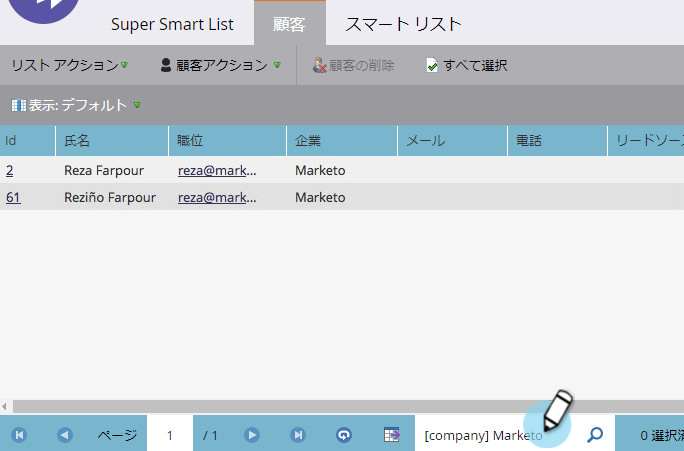 Super Smart List 顧客 スマート リスト
リスト アクション 顧客アクション 顧客の削除 すべて選択
表示: デフォルト
Id 氏名 職位 企業 メール 電話 リードソース
2 Reza Farpour reza@mark... Marketo
61 Reziño Farpour reza@mark... Marketo
ページ 1 / 1 [company] Marketo 0 選択済